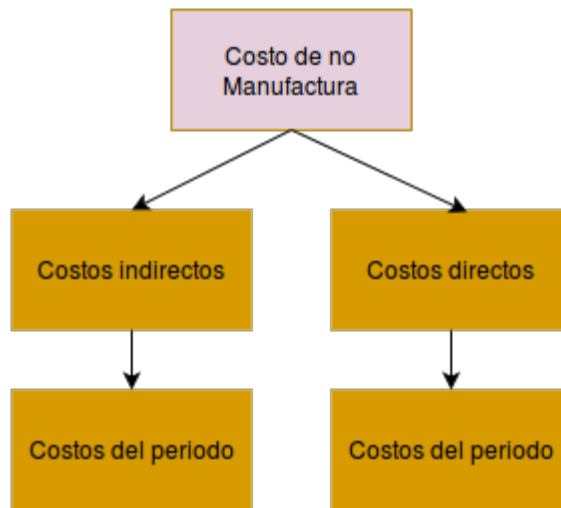 Costo de no
Manufactura
Costos indirectos
Costos directos
Costos del periodo
Costos del periodo